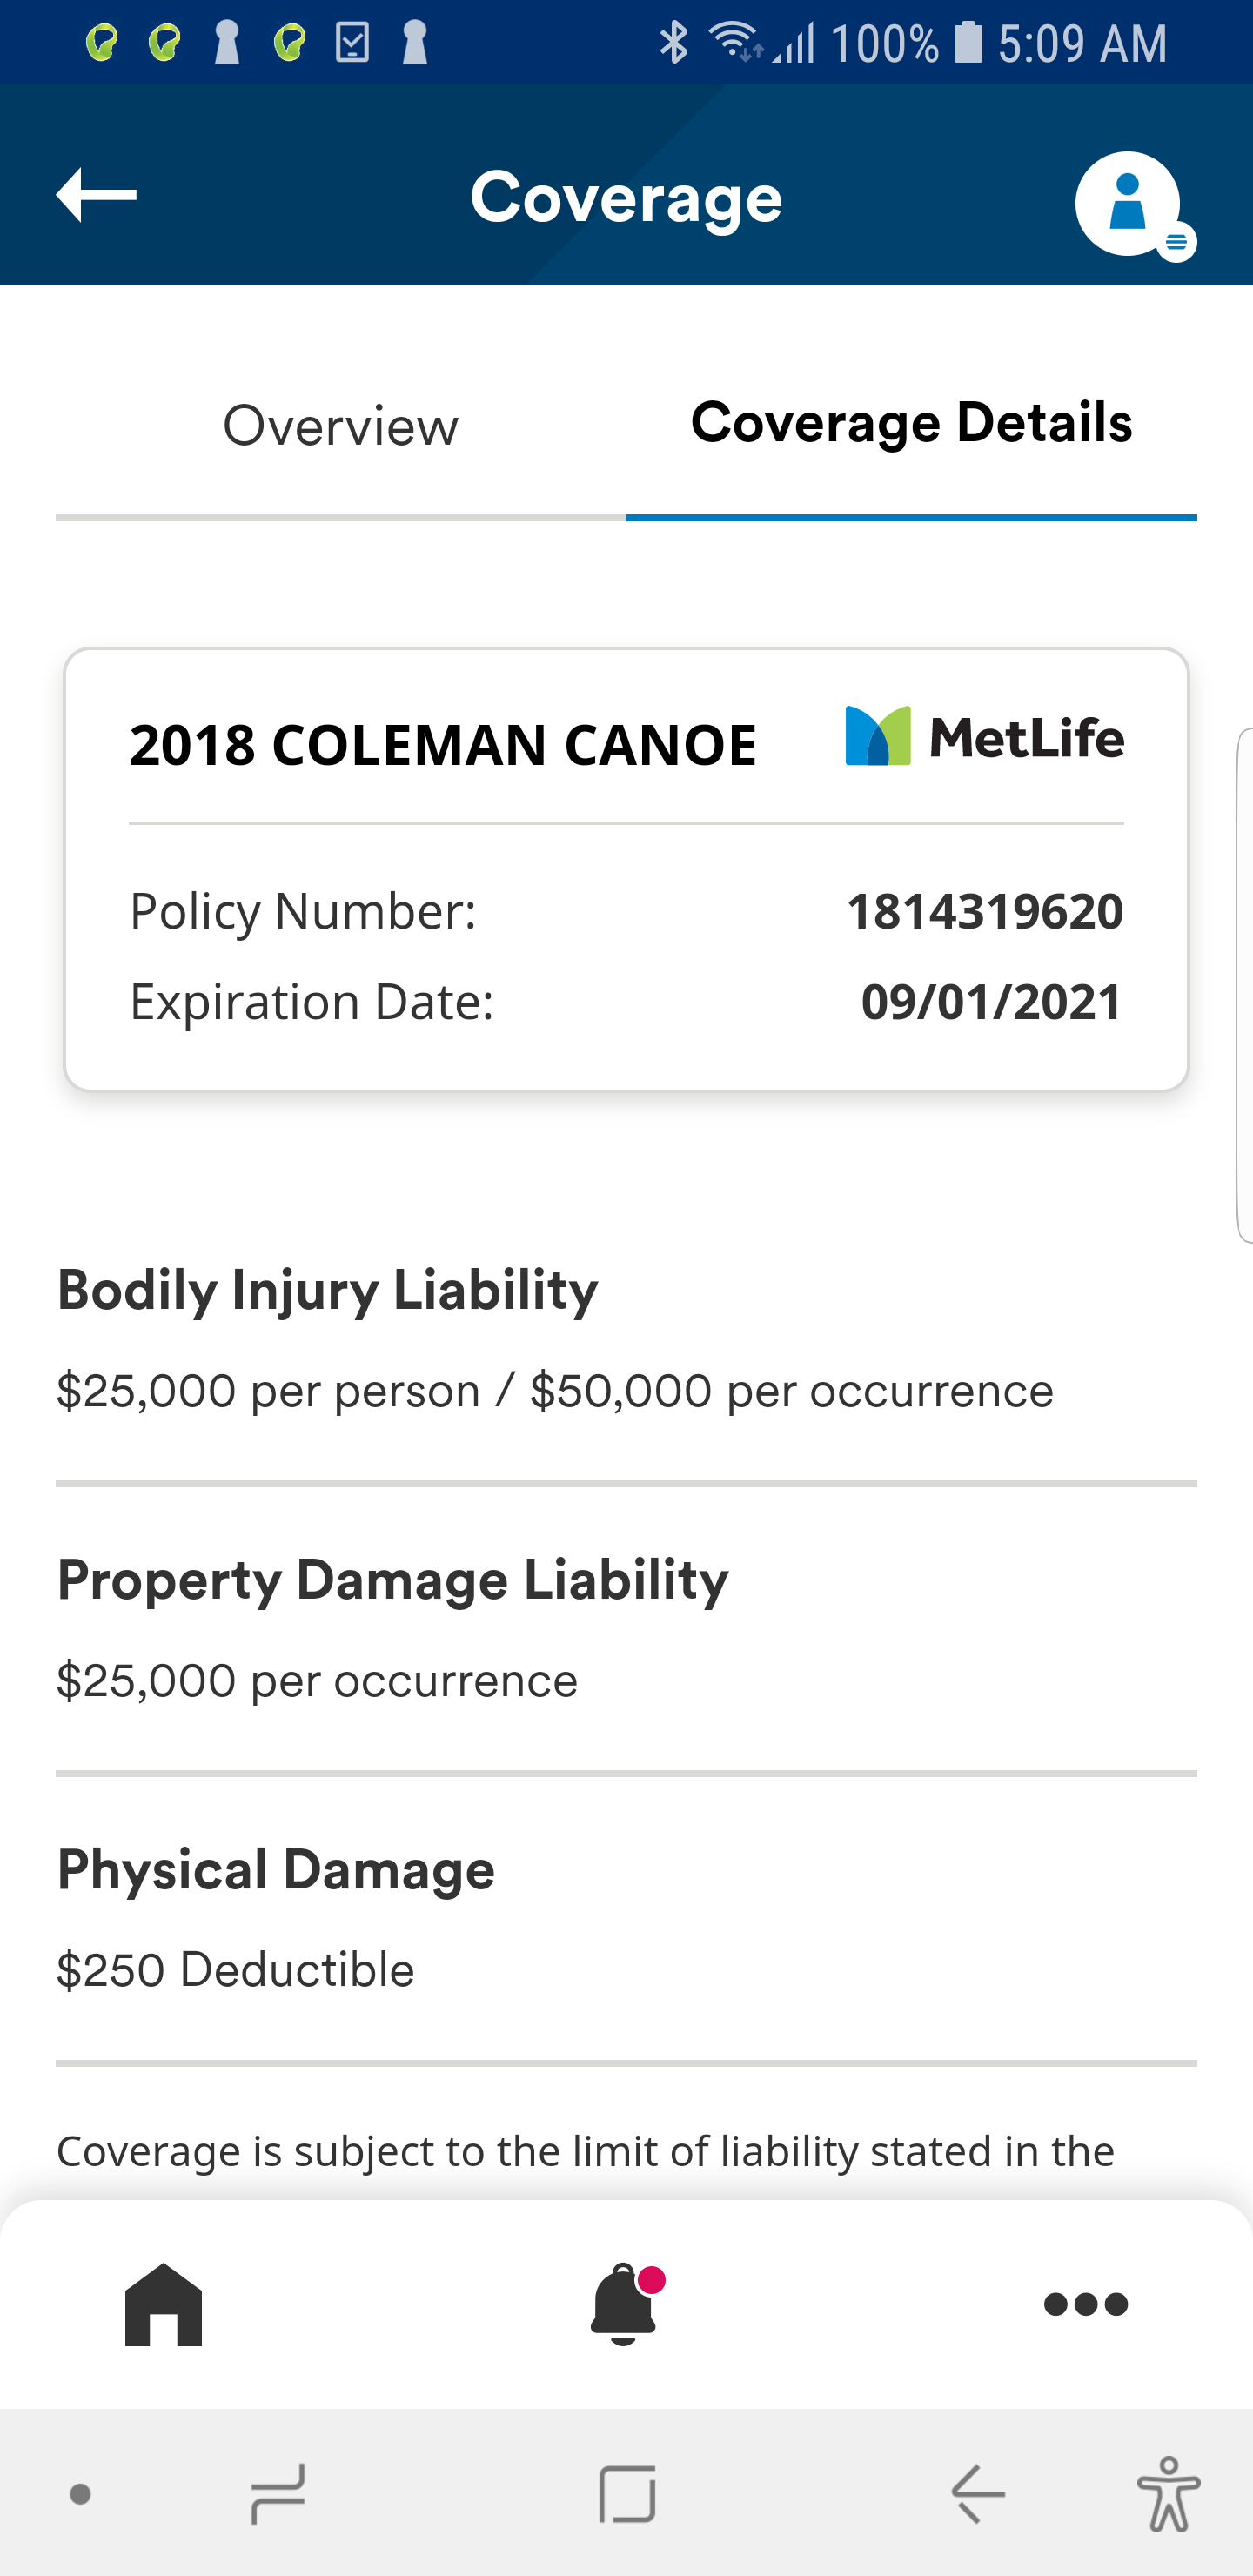 100% 5:09 AM
Coverage
Overview
Coverage Details
2018 COLEMAN CANOE
MetLife
Policy Number: 1814319620
Expiration Date: 09/01/2021
Bodily Injury Liability
$25,000 per person / $50,000 per occurrence
Property Damage Liability
$25,000 per occurrence
Physical Damage
$250 Deductible
Coverage is subject to the limit of liability stated in the